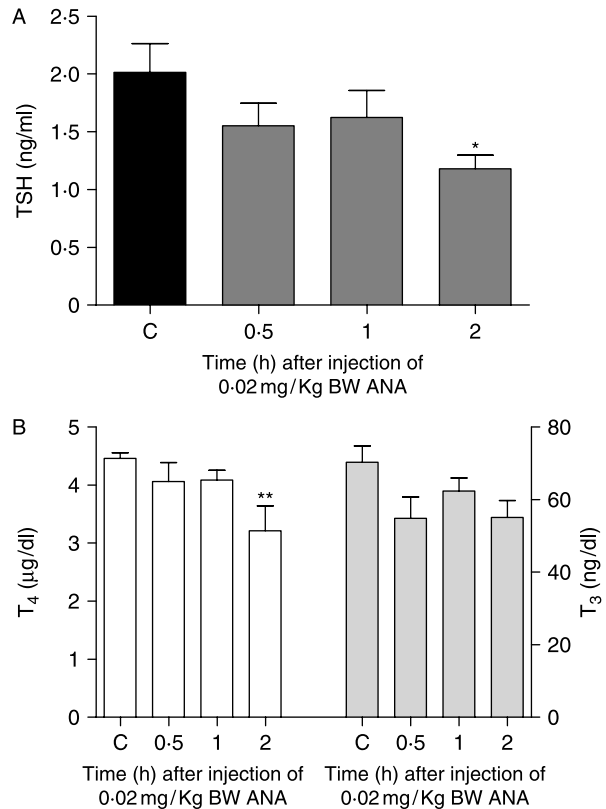 A
2·5
2·0
1·5
1·0
0·5
0
TSH (ng/ml)
*
C 0·5 1 2
Time (h) after injection of
0·02 mg/Kg BW ANA
B
5
4
3
2
1
0
T4 (µg/dl)
**
80
60
40
20
0
T3 (ng/dl)
C 0·5 1 2 C 0·5 1 2
Time (h) after injection of Time (h) after injection of
0·02 mg/Kg BW ANA 0·02 mg/Kg BW ANA